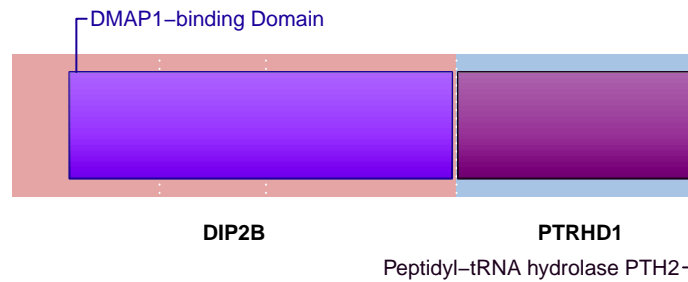 DMAP1−binding Domain
DIP2B
PTRHD1
Peptidyl−tRNA hydrolase PTH2